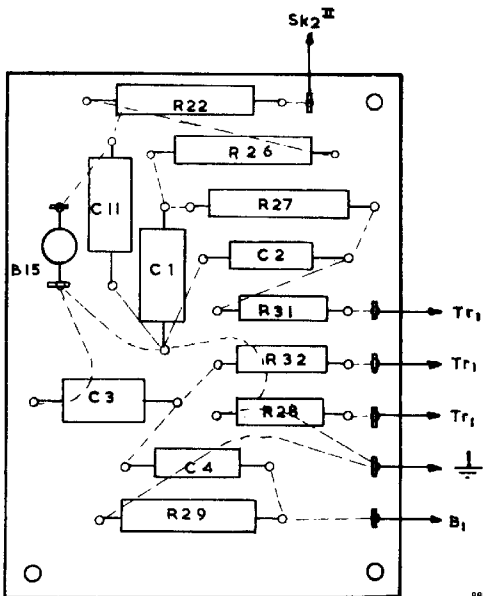 Sk2 II
R22
R26
R27
C11
B15
C1
C2
R31
Tr1
R32
Tr1
C3
R28
Tr1
C4
R29
B1